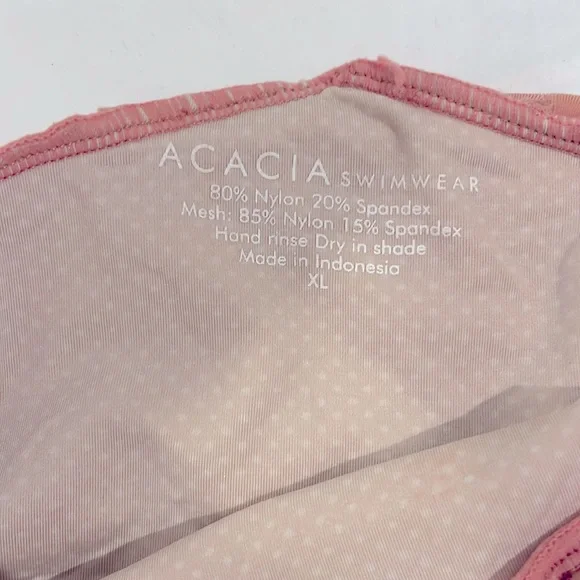 ACACIA SWIMWEAR
80% Nylon 20% Spandex
Mesh: 85% Nylon 15% Spandex
Hand rinse Dry in shade
Made in Indonesia
XL